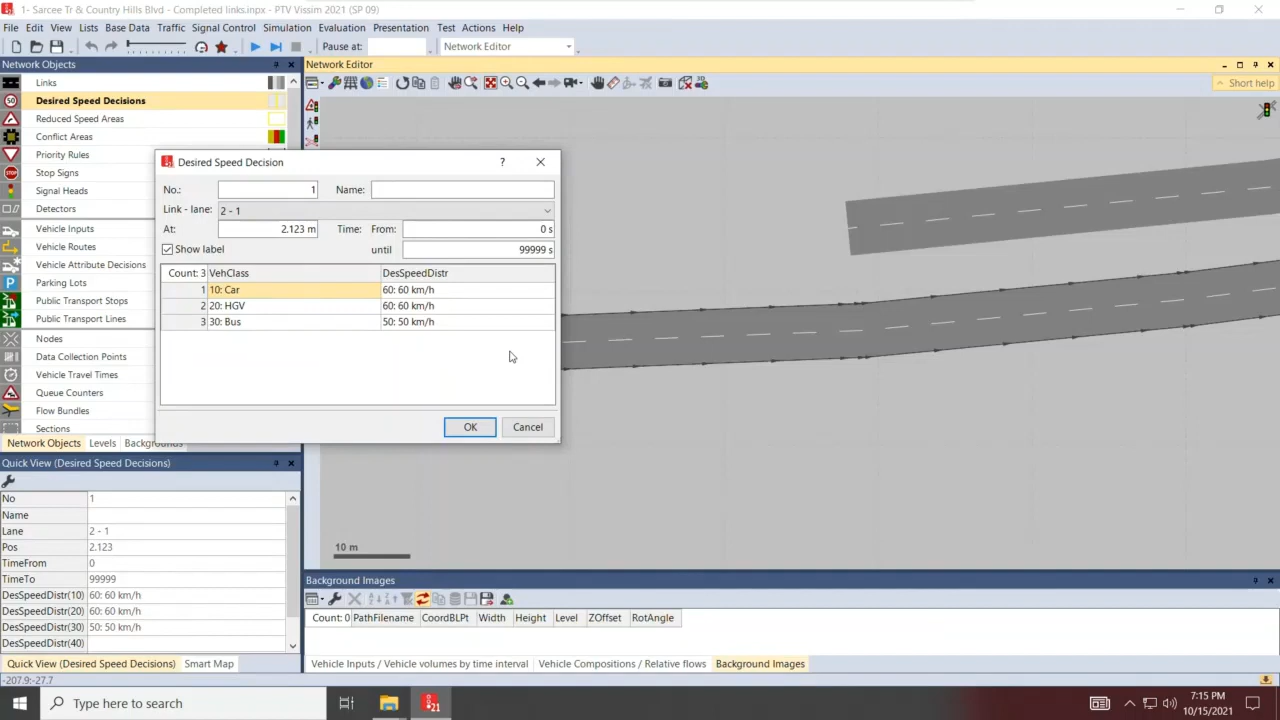 1- Sarcee Tr & Country Hills Blvd - Completed links.inpx - PTV Vissim 2021 (SP 09)
File Edit View Lists Base Data Traffic Signal Control Simulation Evaluation Presentation Test Actions Help
Pause at: Network Editor
Network Objects
Network Editor
Links
Short help
50 Desired Speed Decisions
Reduced Speed Areas
Conflict Areas
Priority Rules
STOP Stop Signs
Signal Heads
Detectors
Vehicle Inputs
Vehicle Routes
Vehicle Attribute Decisions
P Parking Lots
Public Transport Stops
Public Transport Lines
Nodes
Data Collection Points
Vehicle Travel Times
Queue Counters
Flow Bundles
Sections
Network Objects Levels Backgrounds
Desired Speed Decision ?
No.: 1 Name:
Link - lane: 2 - 1
At: 2.123 m Time: From: 0 s
Show label until 99999 s
Count: 3 VehClass DesSpeedDistr
1 10: Car 60: 60 km/h
2 20: HGV 60: 60 km/h
3 30: Bus 50: 50 km/h
OK Cancel
Quick View (Desired Speed Decisions)
No 1
Name
Lane 2 - 1
Pos 2.123
TimeFrom 0
TimeTo 99999
DesSpeedDistr(10) 60: 60 km/h
DesSpeedDistr(20) 60: 60 km/h
DesSpeedDistr(30) 50: 50 km/h
DesSpeedDistr(40)
Quick View (Desired Speed Decisions) Smart Map
10 m
Background Images
Count: 0 PathFilename CoordBLPt Width Height Level ZOffset RotAngle
Vehicle Inputs / Vehicle volumes by time interval Vehicle Compositions / Relative flows Background Images
-207.9:-27.7
Type here to search
21
7:15 PM
10/15/2021